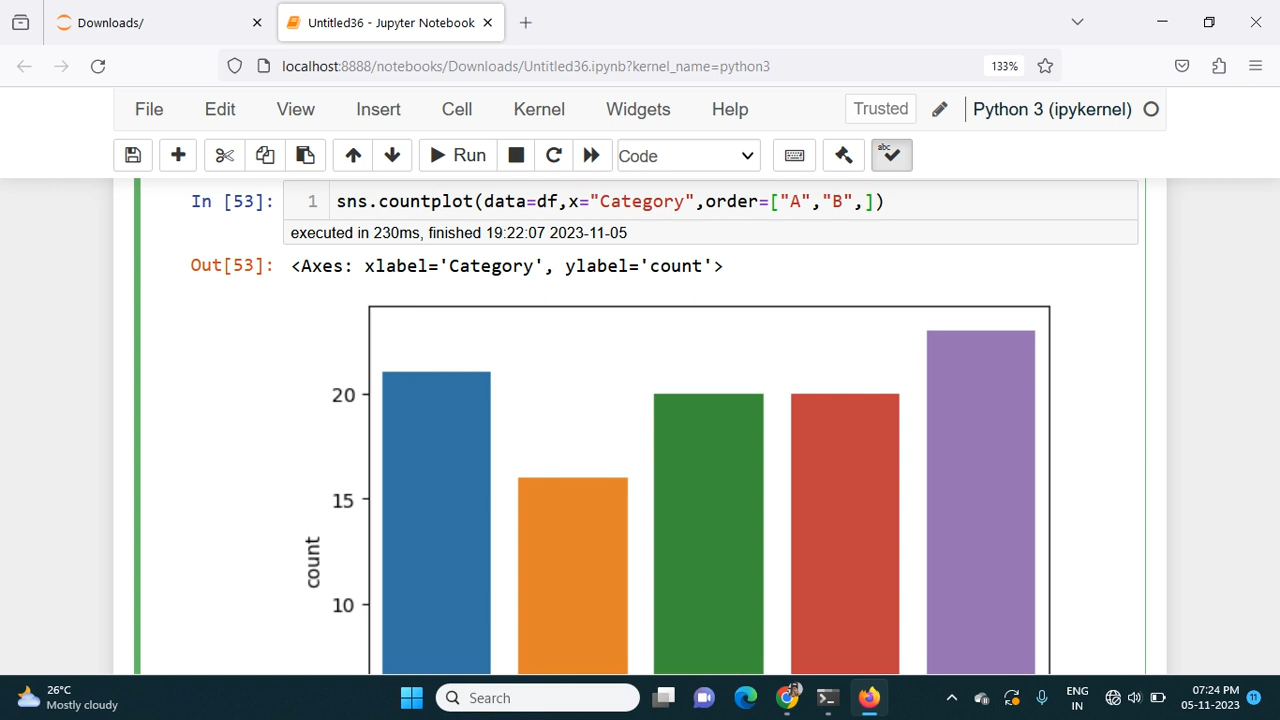 Downloads/
Untitled36 - Jupyter Notebook
localhost:8888/notebooks/Downloads/Untitled36.ipynb?kernel_name=python3
133%
File Edit View Insert Cell Kernel Widgets Help
Trusted
Python 3 (ipykernel)
Run
Code
abc
In [53]:
1 sns.countplot(data=df,x="Category",order=["A","B",])
executed in 230ms, finished 19:22:07 2023-11-05
Out[53]: <Axes: xlabel='Category', ylabel='count'>
20
15
10
count
26°C
Mostly cloudy
Search
ENG
IN
07:24 PM
05-11-2023
11